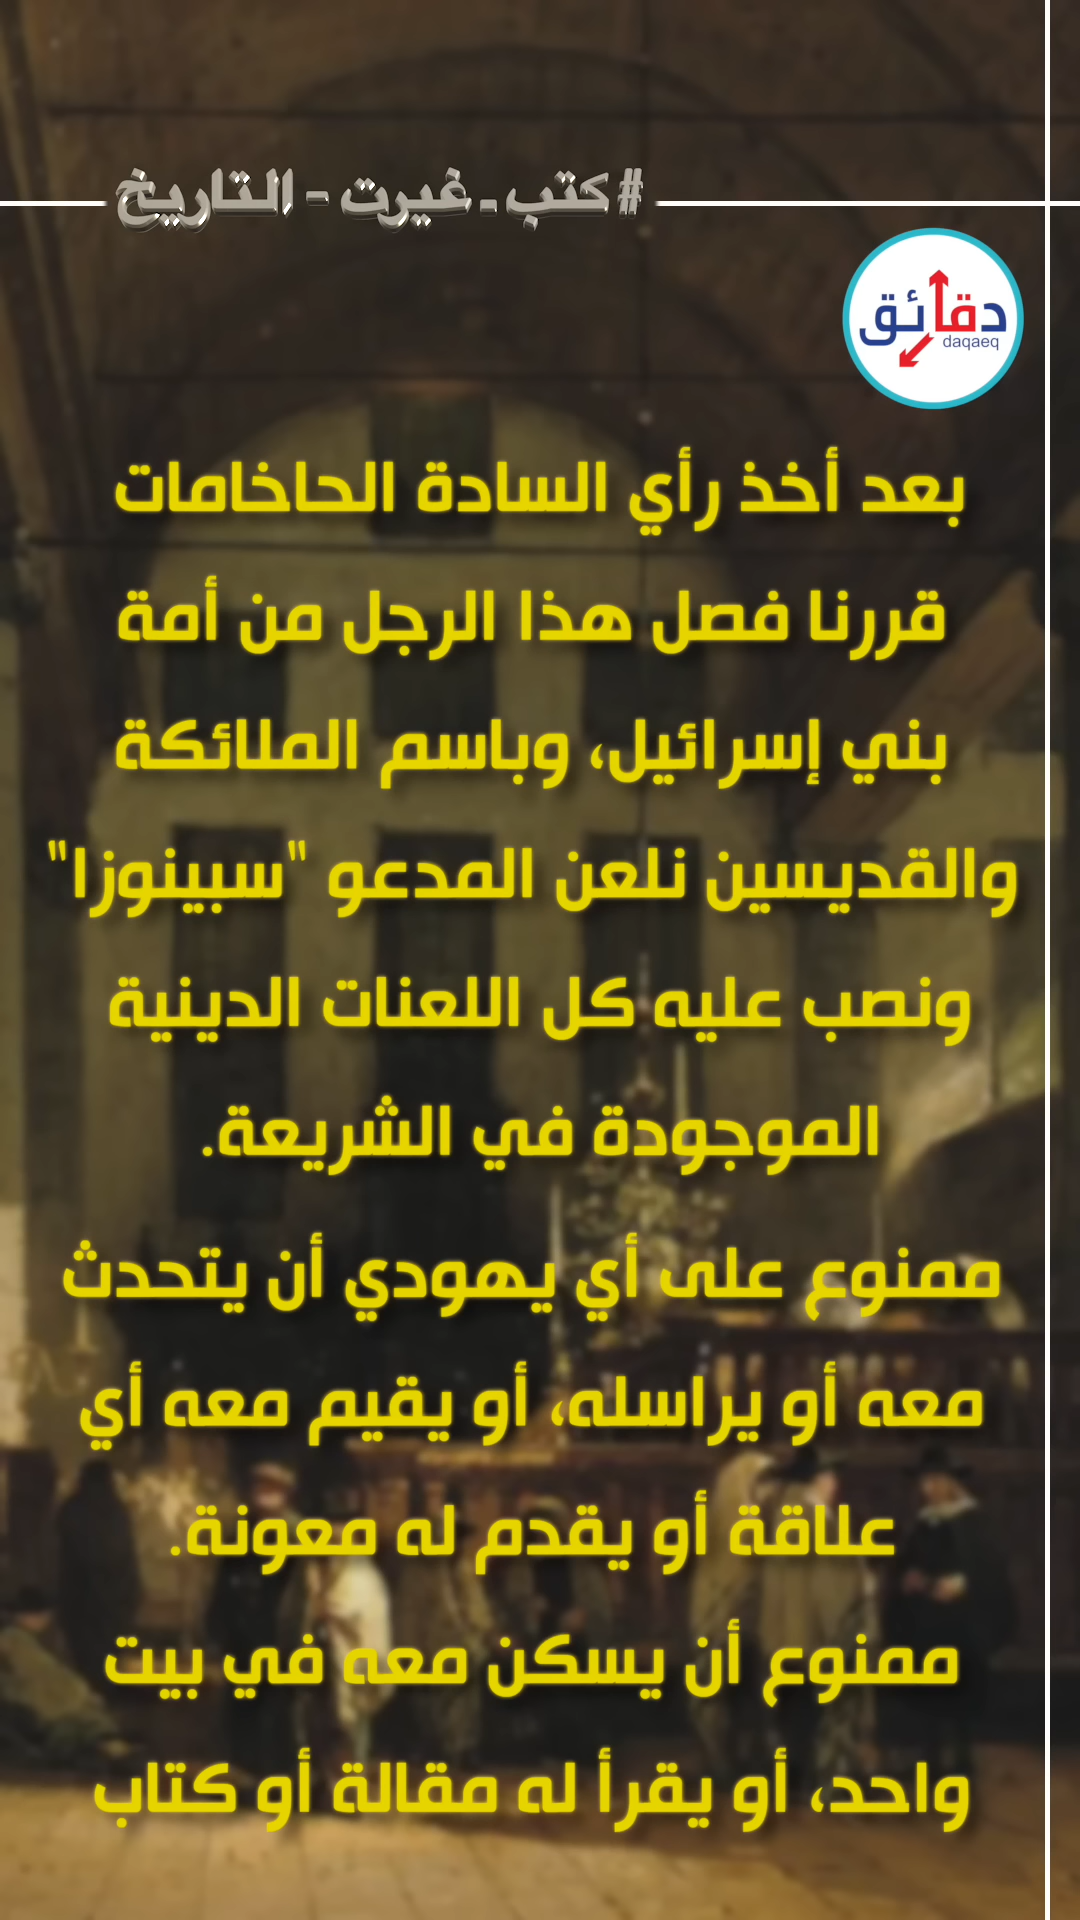 #كتب ـ غيرت - التاريخ
دقائق
daqaeq
بعد أخذ رأي السادة الحاخامات
قررنا فصل هذا الرجل من أمة
بني إسرائيل، وباسم الملائكة
والقديسين نلعن المدعو "سبينوزا"
ونصب عليه كل اللعنات الدينية
الموجودة في الشريعة.
ممنوع على أي يهودي أن يتحدث
معه أو يراسله، أو يقيم معه أي
علاقة أو يقدم له معونة.
ممنوع أن يسكن معه في بيت
واحد، أو يقرأ له مقالة أو كتاب